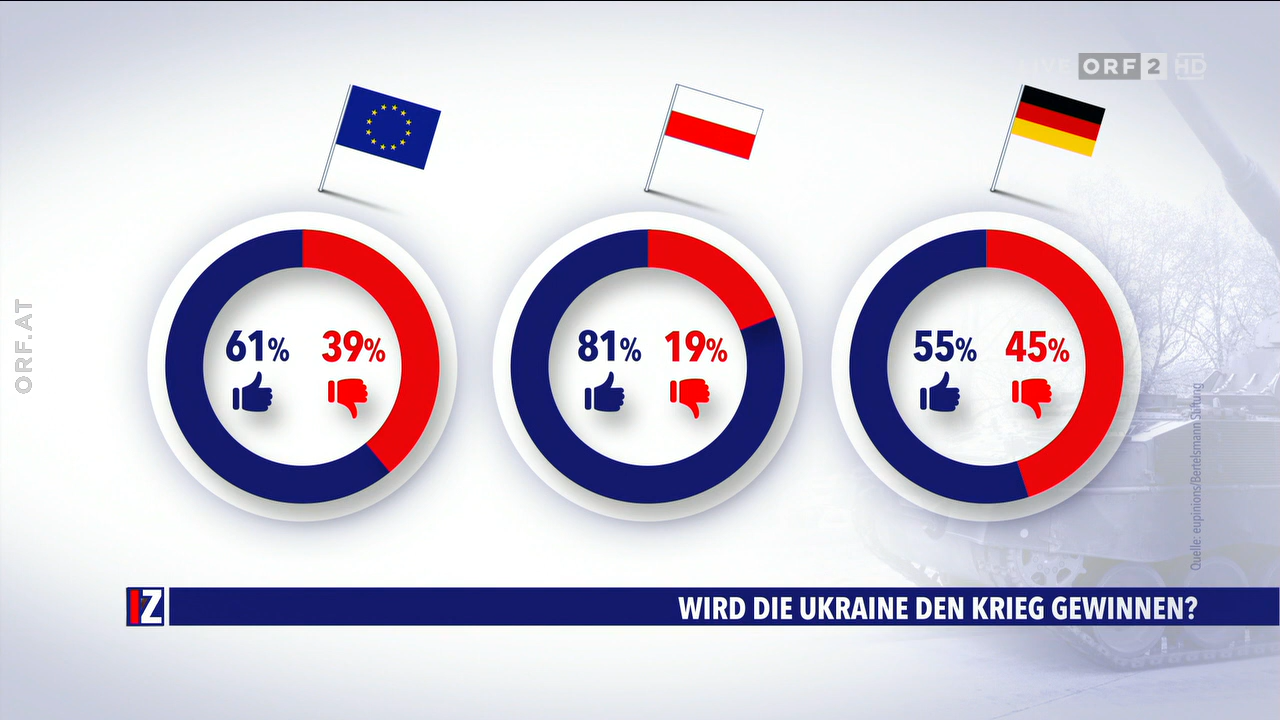 LIVE ORF 2 HD
61% 39%
81% 19%
55% 45%
ORF.AT
Quelle: eupinions/Bertelsmann Stiftung
IZ
WIRD DIE UKRAINE DEN KRIEG GEWINNEN?